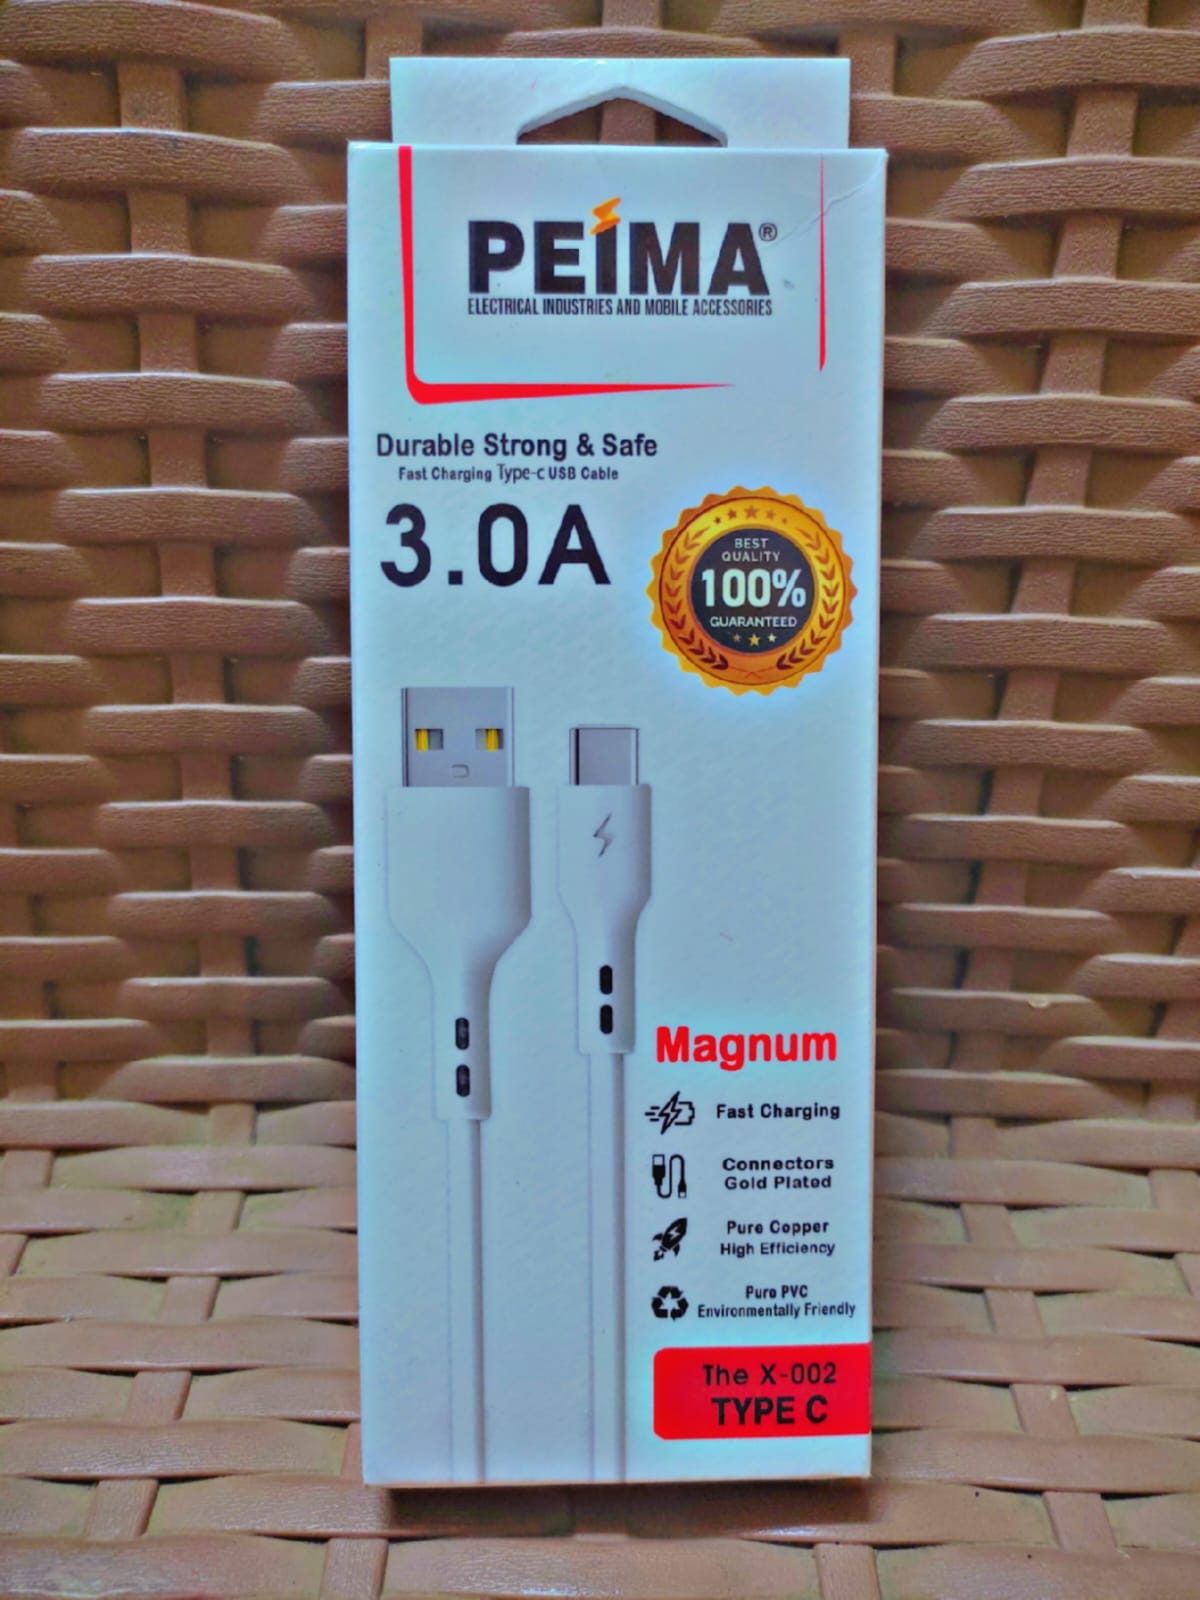 PEIMA®
ELECTRICAL INDUSTRIES AND MOBILE ACCESSORIES
Durable Strong & Safe
Fast Charging Type-c USB Cable
3.0A
BEST
QUALITY
100%
GUARANTEED
Magnum
Fast Charging
Connectors
Gold Plated
Pure Copper
High Efficiency
Pure PVC
Environmentally Friendly
The X-002
TYPE C